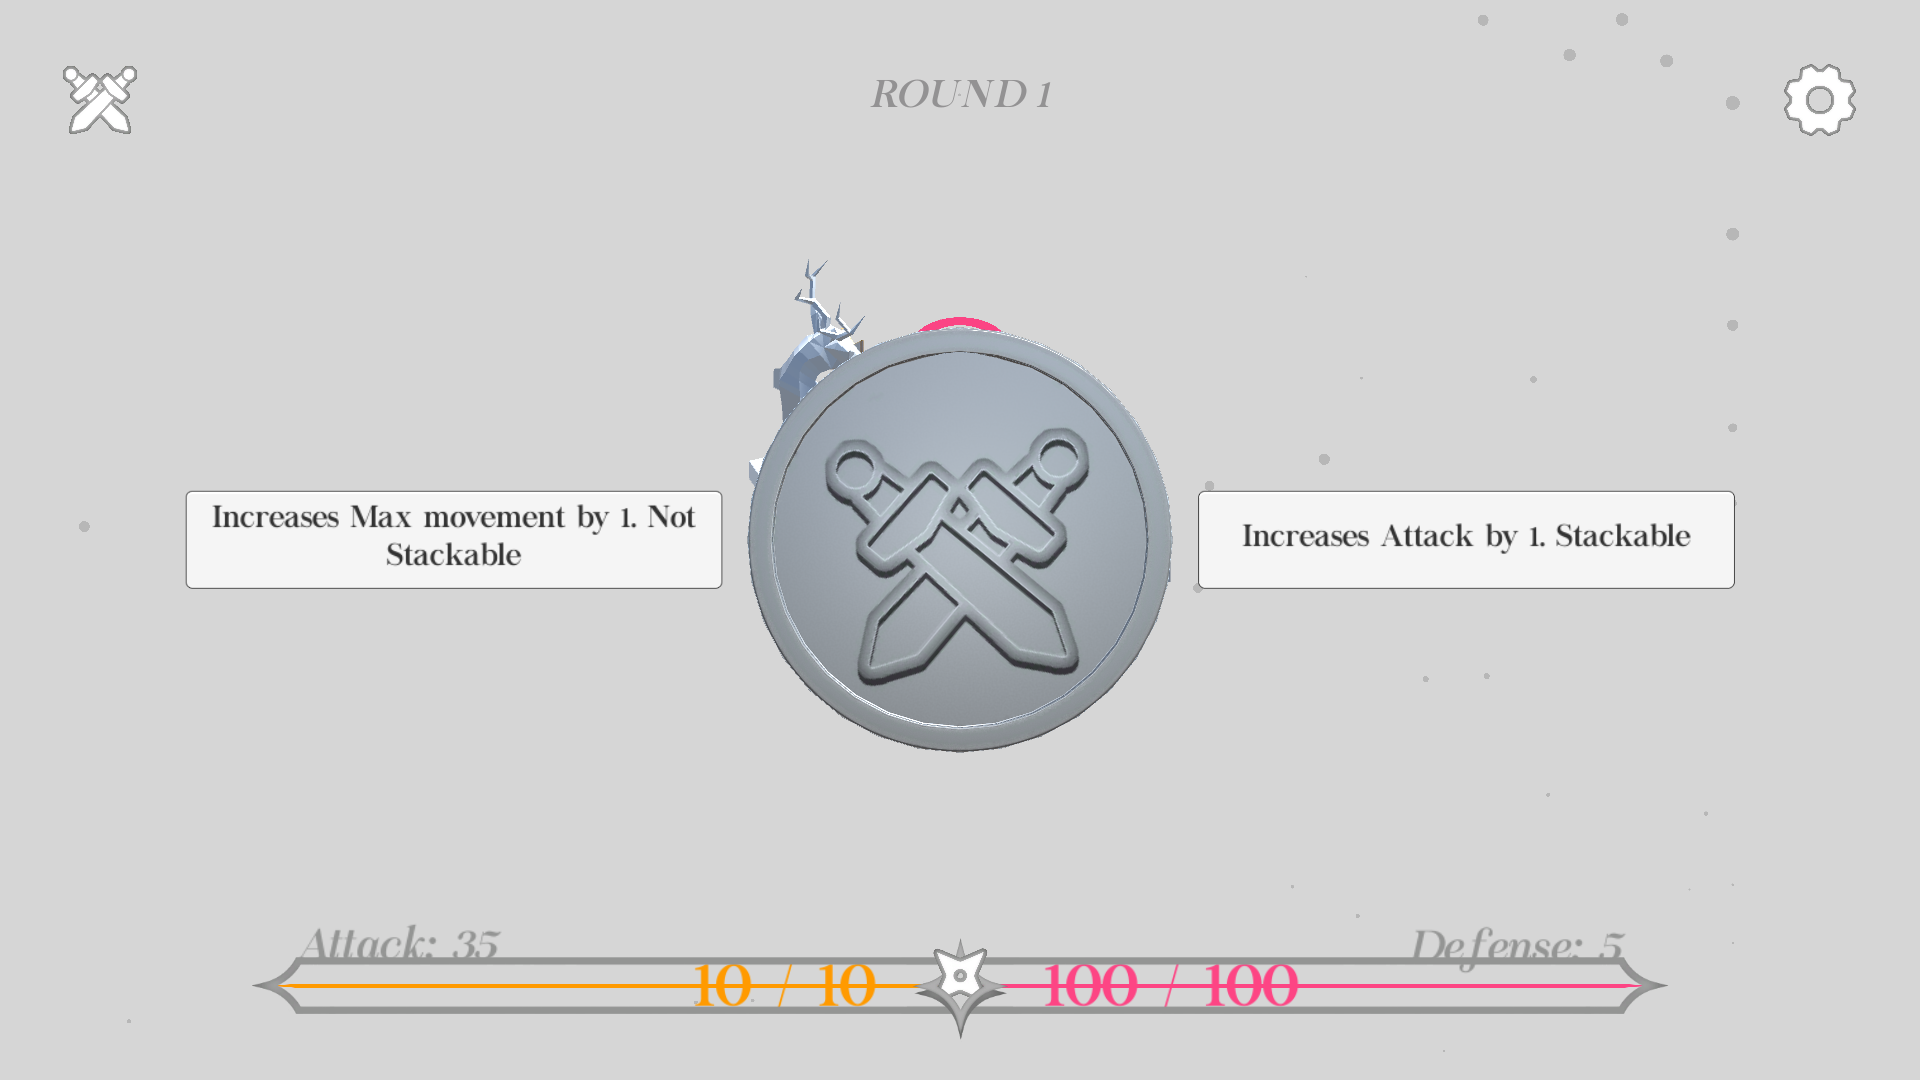 ROUND 1
Increases Max movement by 1. Not
Stackable
Increases Attack by 1. Stackable
Attack: 35
Defense: 5
10 / 10
100 / 100